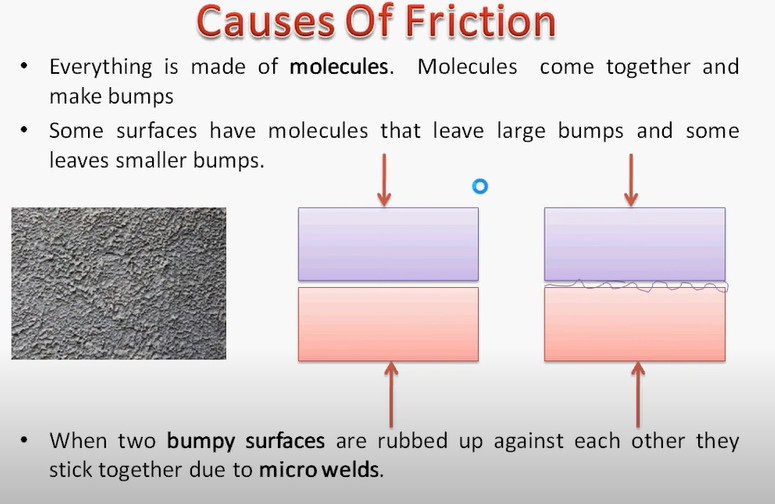 Causes Of Friction
• Everything is made of molecules. Molecules come together and
make bumps
• Some surfaces have molecules that leave large bumps and some
leaves smaller bumps.
• When two bumpy surfaces are rubbed up against each other they
stick together due to micro welds.